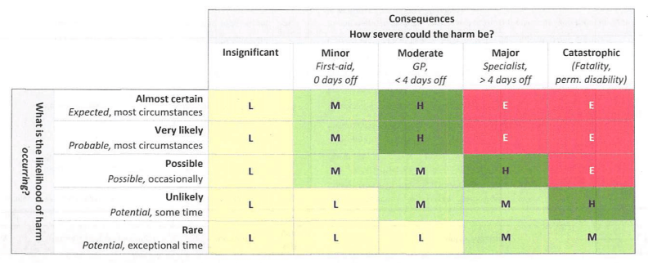 Consequences
How severe could the harm be?
Insignificant Minor Moderate Major Catastrophic
First-aid, GP, Specialist, (Fatality,
0 days off < 4 days off > 4 days off perm. disability)
What is the likelihood of harm
occurring?
Almost certain
Expected, most circumstances L M H E E
Very likely
Probable, most circumstances L M H E E
Possible
Possible, occasionally L M M H E
Unlikely
Potential, some time L L M M H
Rare
Potential, exceptional time L L L M M